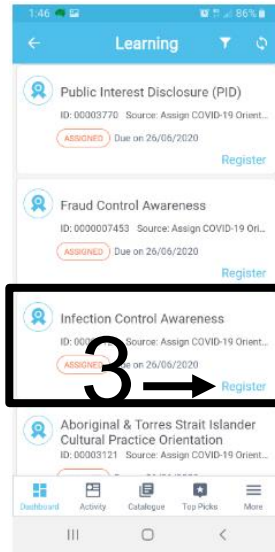 1:46 86%
Learning
Public Interest Disclosure (PID)
ID: 00003770 Source: Assign COVID-19 Orient...
ASSIGNED Due on 26/06/2020
Register
Fraud Control Awareness
ID: 0000007453 Source: Assign COVID-19 Ori...
ASSIGNED Due on 26/06/2020
Register
Infection Control Awareness
Source: Assign COVID-19 Orient...
ASSIGNED on 26/06/2020
3
Register
Aboriginal & Torres Strait Islander
Cultural Practice Orientation
ID: 00003121 Source: Assign COVID-19 Orient...
Dashboard Activity Catalogue Top Picks More